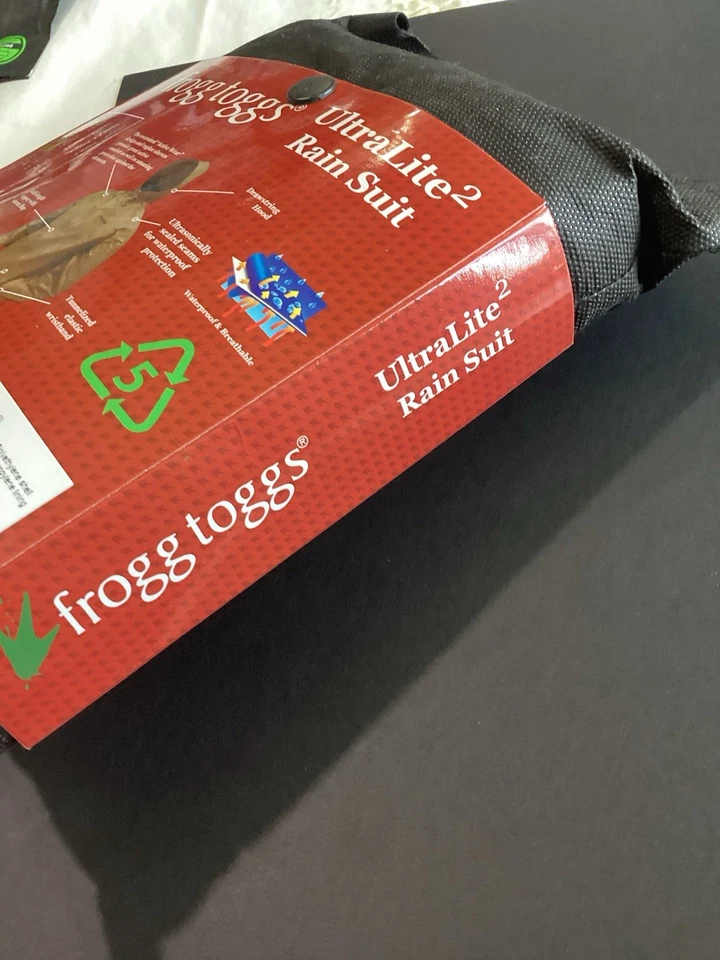 frogg toggs®
UltraLite²
Rain Suit
Drawstring
Hood
Ultrasonically
sealed seams
for waterproof
protection
Waterproof & Breathable
Tunnelized
elastic
wristband
5
UltraLite²
Rain Suit
frogg toggs®